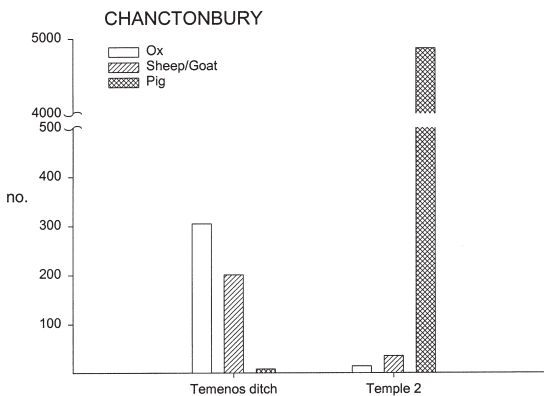 CHANCTONBURY
5000
Ox
Sheep/Goat
Pig
4000
500
400
no.
300
200
100
Temenos ditch Temple 2